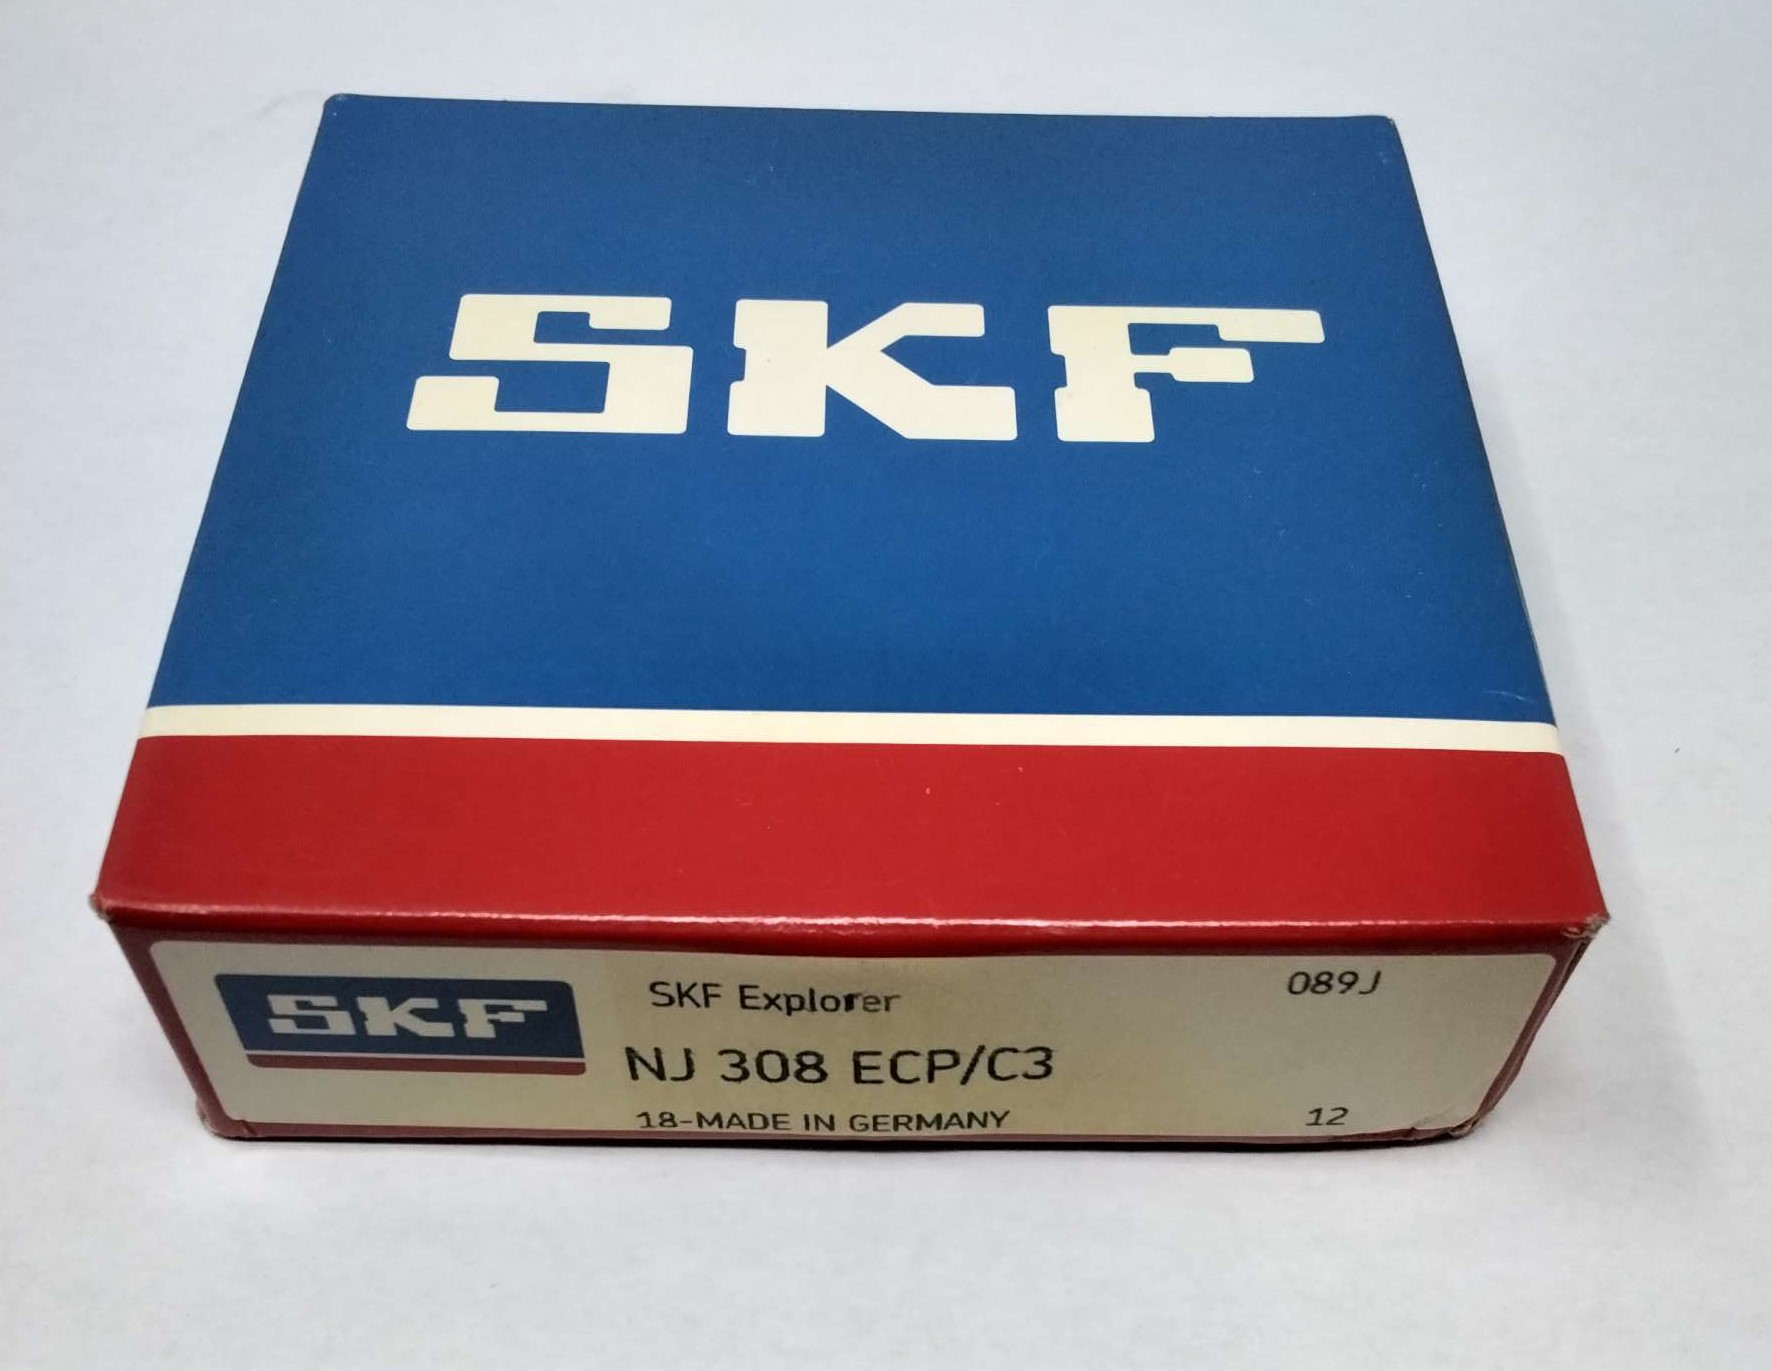 SKF
SKF
SKF Explorer
089J
NJ 308 ECP/C3
18-MADE IN GERMANY
12